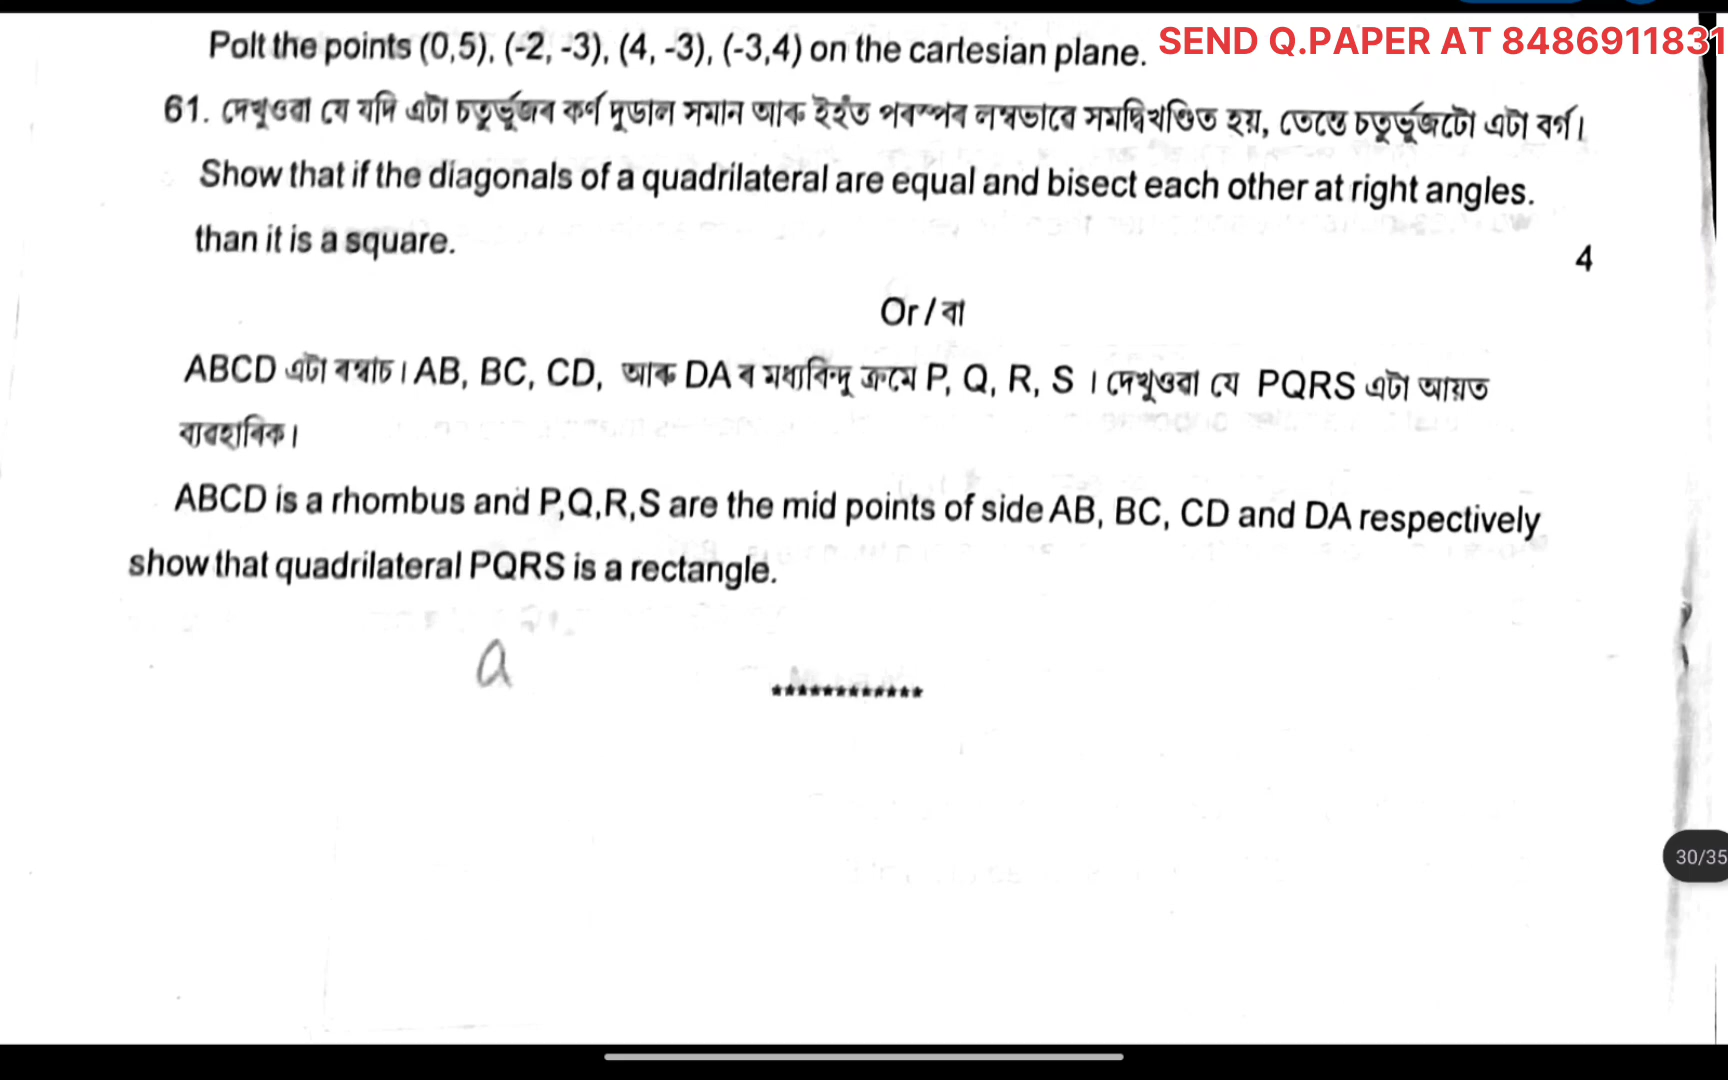 Polt the points (0,5), (-2, -3), (4, -3), (-3,4) on the cartesian plane.
SEND Q.PAPER AT 8486911831
61. দেখুওৱা যে যদি এটা চতুৰ্ভূজৰ কৰ্ণ দুডাল সমান আৰু ইহঁত পৰস্পৰ লম্বভাবে সমদ্বিখণ্ডিত হয়, তেন্তে চতুৰ্ভূজটো এটা বৰ্গ।
Show that if the diagonals of a quadrilateral are equal and bisect each other at right angles.
than it is a square.
4
Or / বা
ABCD এটা ৰম্বাচ। AB, BC, CD, আৰু DA ৰ মধ্যবিন্দু ক্ৰমে P, Q, R, S । দেখুওৱা যে PQRS এটা আয়ত
ব্যৱহাৰিক।
ABCD is a rhombus and P,Q,R,S are the mid points of side AB, BC, CD and DA respectively
show that quadrilateral PQRS is a rectangle.
a
************
30/35